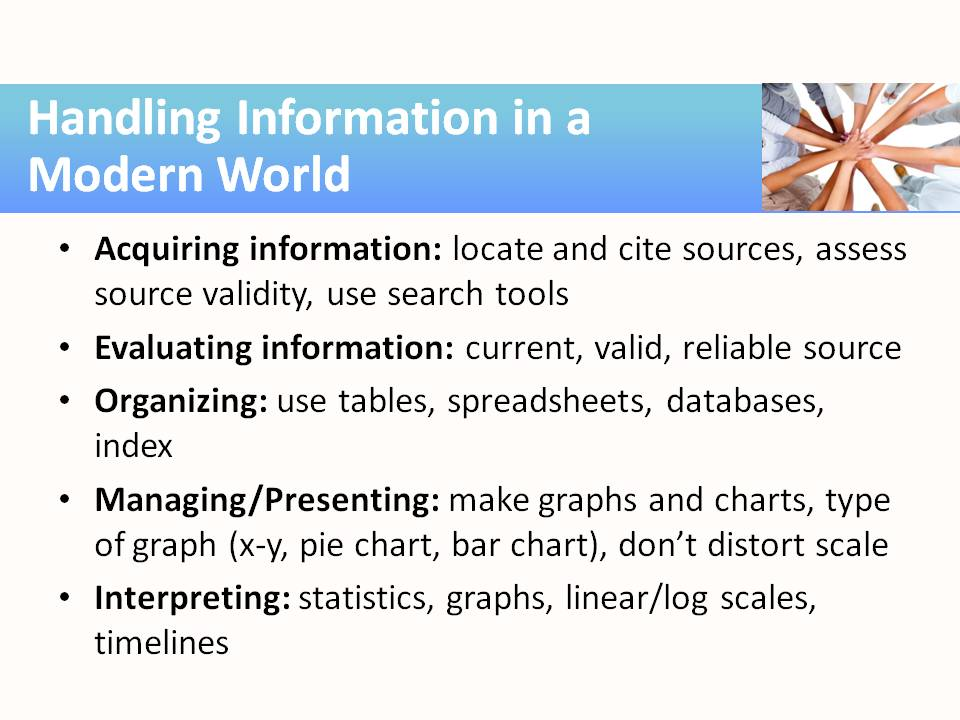 Handling Information in a
Modern World
• Acquiring information: locate and cite sources, assess
source validity, use search tools
• Evaluating information: current, valid, reliable source
• Organizing: use tables, spreadsheets, databases,
index
• Managing/Presenting: make graphs and charts, type
of graph (x-y, pie chart, bar chart), don’t distort scale
• Interpreting: statistics, graphs, linear/log scales,
timelines